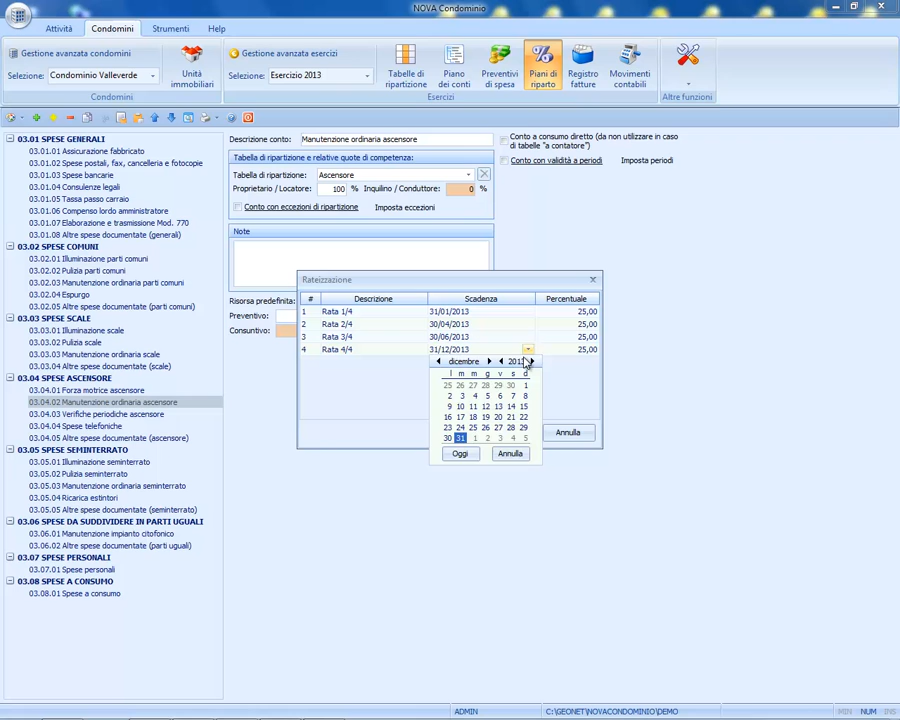 NOVA Condominio
Attività Condomini Strumenti Help
Gestione avanzata condomini
Selezione: Condominio Valleverde
Unità immobiliari
Condomini
Gestione avanzata esercizi
Selezione: Esercizio 2013
Tabelle di ripartizione
Piano dei conti
Preventivi di spesa
Piani di riparto
Registro fatture
Movimenti contabili
Esercizi
Altre funzioni
03.01 SPESE GENERALI
03.01.01 Assicurazione fabbricato
03.01.02 Spese postali, fax, cancelleria e fotocopie
03.01.03 Spese bancarie
03.01.04 Consulenze legali
03.01.05 Tassa passo carraio
03.01.06 Compenso lordo amministratore
03.01.07 Elaborazione e trasmissione Mod. 770
03.01.08 Altre spese documentate (generali)
03.02 SPESE COMUNI
03.02.01 Illuminazione parti comuni
03.02.02 Pulizia parti comuni
03.02.03 Manutenzione ordinaria parti comuni
03.02.04 Espurgo
03.02.05 Altre spese documentate (parti comuni)
03.03 SPESE SCALE
03.03.01 Illuminazione scale
03.03.02 Pulizia scale
03.03.03 Manutenzione ordinaria scale
03.03.04 Altre spese documentate (scale)
03.04 SPESE ASCENSORE
03.04.01 Forza motrice ascensore
03.04.02 Manutenzione ordinaria ascensore
03.04.03 Verifiche periodiche ascensore
03.04.04 Spese telefoniche
03.04.05 Altre spese documentate (ascensore)
03.05 SPESE SEMINTERRATO
03.05.01 Illuminazione seminterrato
03.05.02 Pulizia seminterrato
03.05.03 Manutenzione ordinaria seminterrato
03.05.04 Ricarica estintori
03.05.05 Altre spese documentate (seminterrato)
03.06 SPESE DA SUDDIVIDERE IN PARTI UGUALI
03.06.01 Manutenzione impianto citofonico
03.06.02 Altre spese documentate (parti uguali)
03.07 SPESE PERSONALI
03.07.01 Spese personali
03.08 SPESE A CONSUMO
03.08.01 Spese a consumo
Descrizione conto: Manutenzione ordinaria ascensore
Tabella di ripartizione e relative quote di competenza:
Tabella di ripartizione: Ascensore
Proprietario / Locatore: 100 % Inquilino / Conduttore: 0 %
Conto con eccezioni di ripartizione Imposta eccezioni
Note
Risorsa predefinita:
Preventivo:
Consuntivo:
Conto a consumo diretto (da non utilizzare in caso
di tabelle "a contatore")
Conto con validità a periodi Imposta periodi
Rateizzazione
# Descrizione Scadenza Percentuale
1 Rata 1/4 31/01/2013 25,00
2 Rata 2/4 30/04/2013 25,00
3 Rata 3/4 30/06/2013 25,00
4 Rata 4/4 31/12/2013 25,00
dicembre 2013
l m m g v s d
25 26 27 28 29 30 1
2 3 4 5 6 7 8
9 10 11 12 13 14 15
16 17 18 19 20 21 22
23 24 25 26 27 28 29
30 31 1 2 3 4 5
Oggi Annulla
Annulla
ADMIN C:\GEONET\NOVACONDOMINIO\DEMO MIN NUM INS